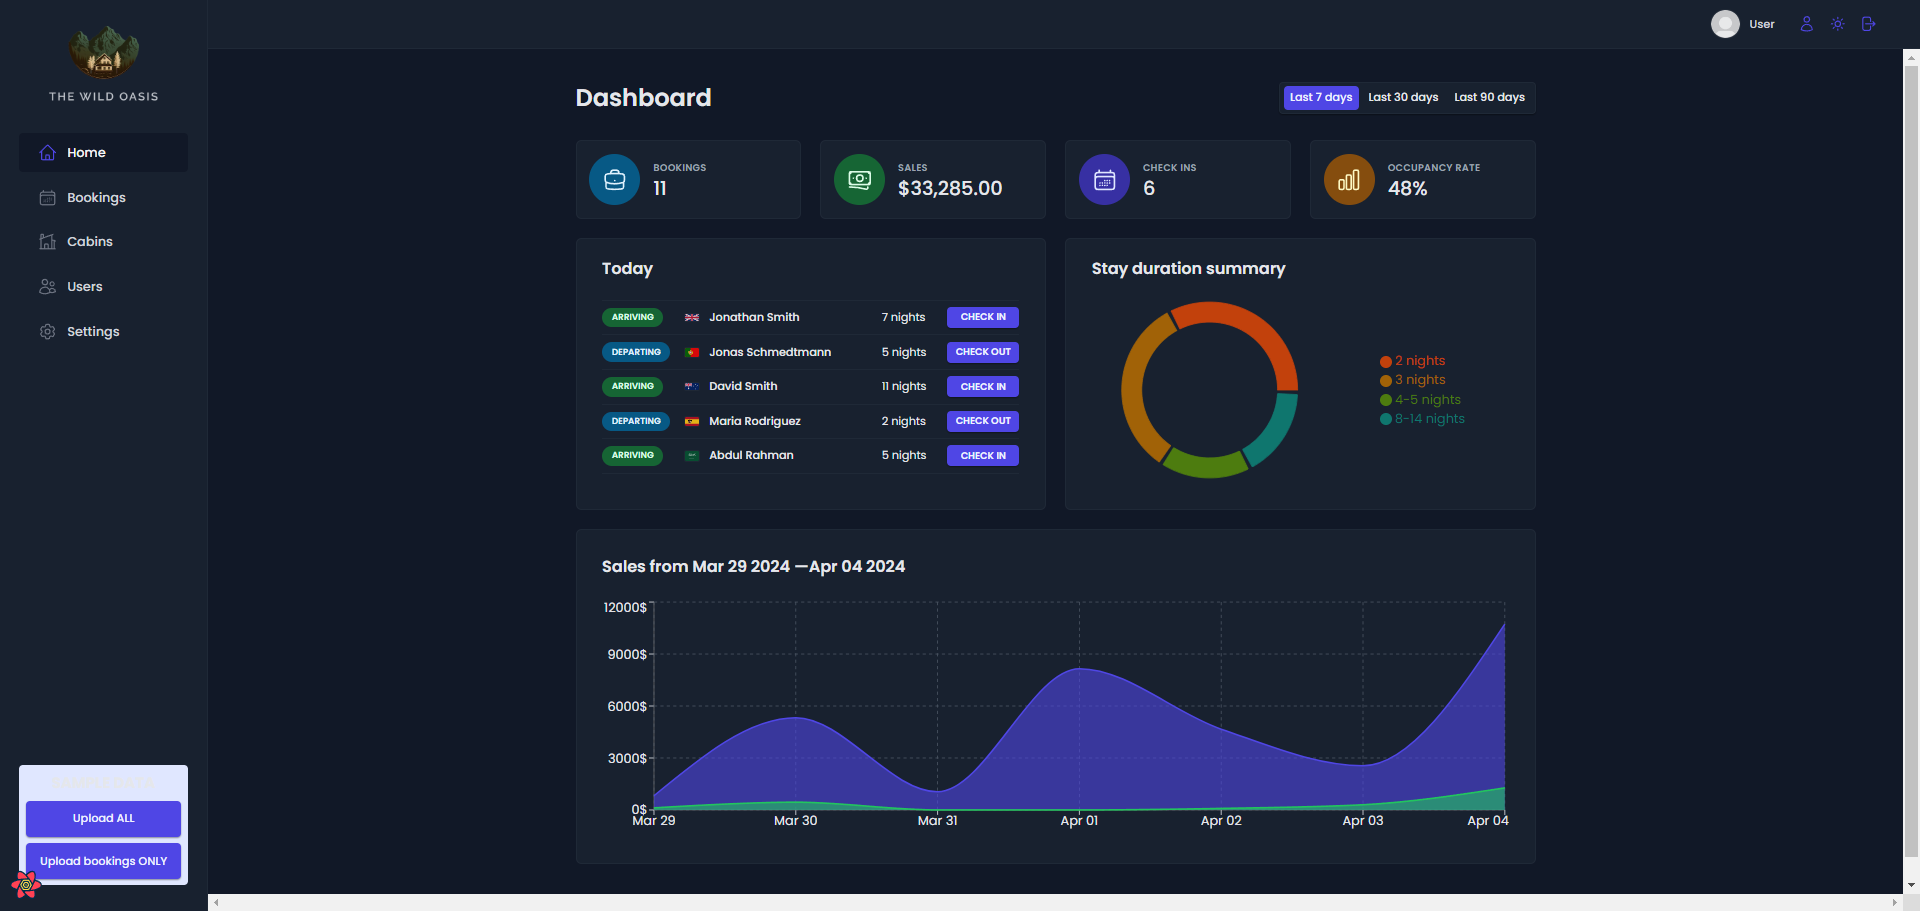 THE WILD OASIS
User
Home
Bookings
Cabins
Users
Settings
Upload ALL
Upload bookings ONLY
Dashboard
Last 7 days Last 30 days Last 90 days
BOOKINGS
11
SALES
$33,285.00
CHECK INS
6
OCCUPANCY RATE
48%
Today
ARRIVING Jonathan Smith 7 nights CHECK IN
DEPARTING Jonas Schmedtmann 5 nights CHECK OUT
ARRIVING David Smith 11 nights CHECK IN
DEPARTING Maria Rodriguez 2 nights CHECK OUT
ARRIVING Abdul Rahman 5 nights CHECK IN
Stay duration summary
2 nights
3 nights
4-5 nights
8-14 nights
Sales from Mar 29 2024 —Apr 04 2024
12000$
9000$
6000$
3000$
0$
Mar 29 Mar 30 Mar 31 Apr 01 Apr 02 Apr 03 Apr 04